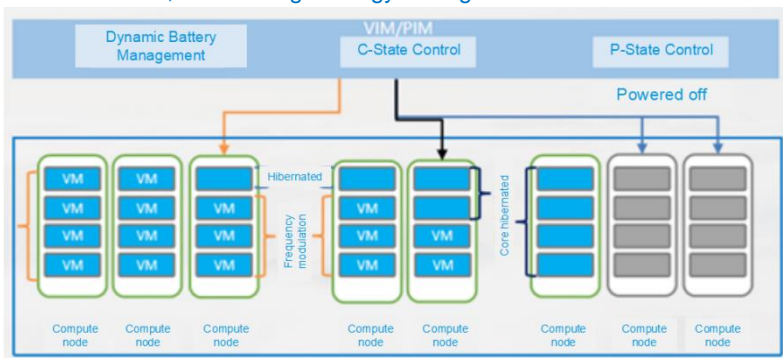 VIM/PIM
Dynamic Battery
Management
C-State Control
P-State Control
Powered off
VM VM Hibernated
VM VM VM VM
VM VM VM VM VM
VM VM VM VM VM
Frequency
modulation
Core hibernated
Compute
node
Compute
node
Compute
node
Compute
node
Compute
node
Compute
node
Compute
node
Compute
node